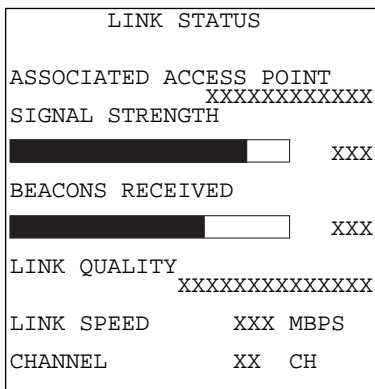 LINK STATUS
ASSOCIATED ACCESS POINT
XXXXXXXXXXXX
SIGNAL STRENGTH
XXX
BEACONS RECEIVED
XXX
LINK QUALITY
XXXXXXXXXXXXXX
LINK SPEED XXX MBPS
CHANNEL XX CH